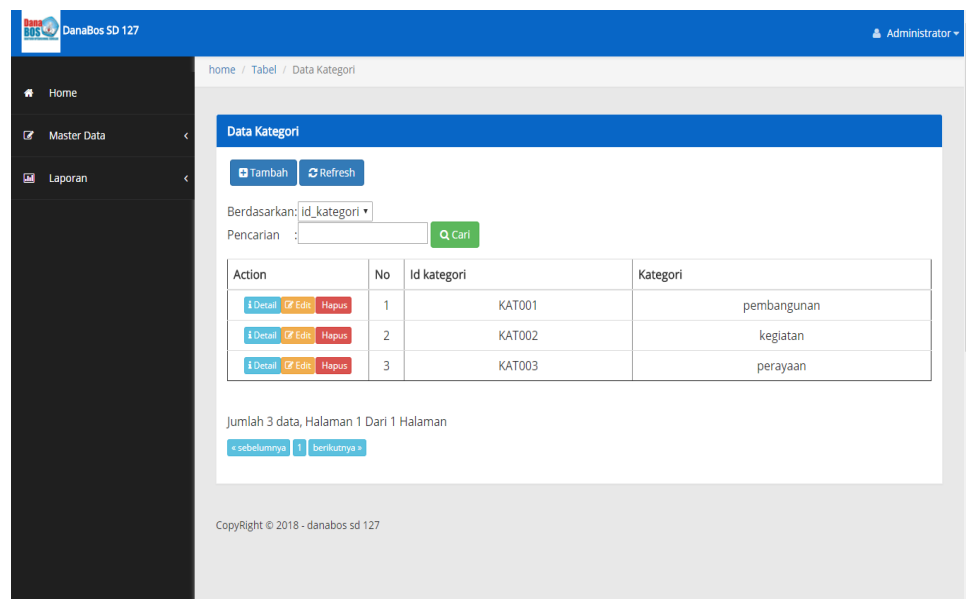 Dana BOS DanaBos SD 127
Administrator
home / Tabel / Data Kategori
Home
Master Data
Laporan
Data Kategori
Tambah Refresh
Berdasarkan: id_kategori
Pencarian : Cari
Action No Id kategori Kategori
Detail Edit Hapus 1 KAT001 pembangunan
Detail Edit Hapus 2 KAT002 kegiatan
Detail Edit Hapus 3 KAT003 perayaan
Jumlah 3 data, Halaman 1 Dari 1 Halaman
« sebelumnya 1 berikutnya »
CopyRight © 2018 - danabos sd 127